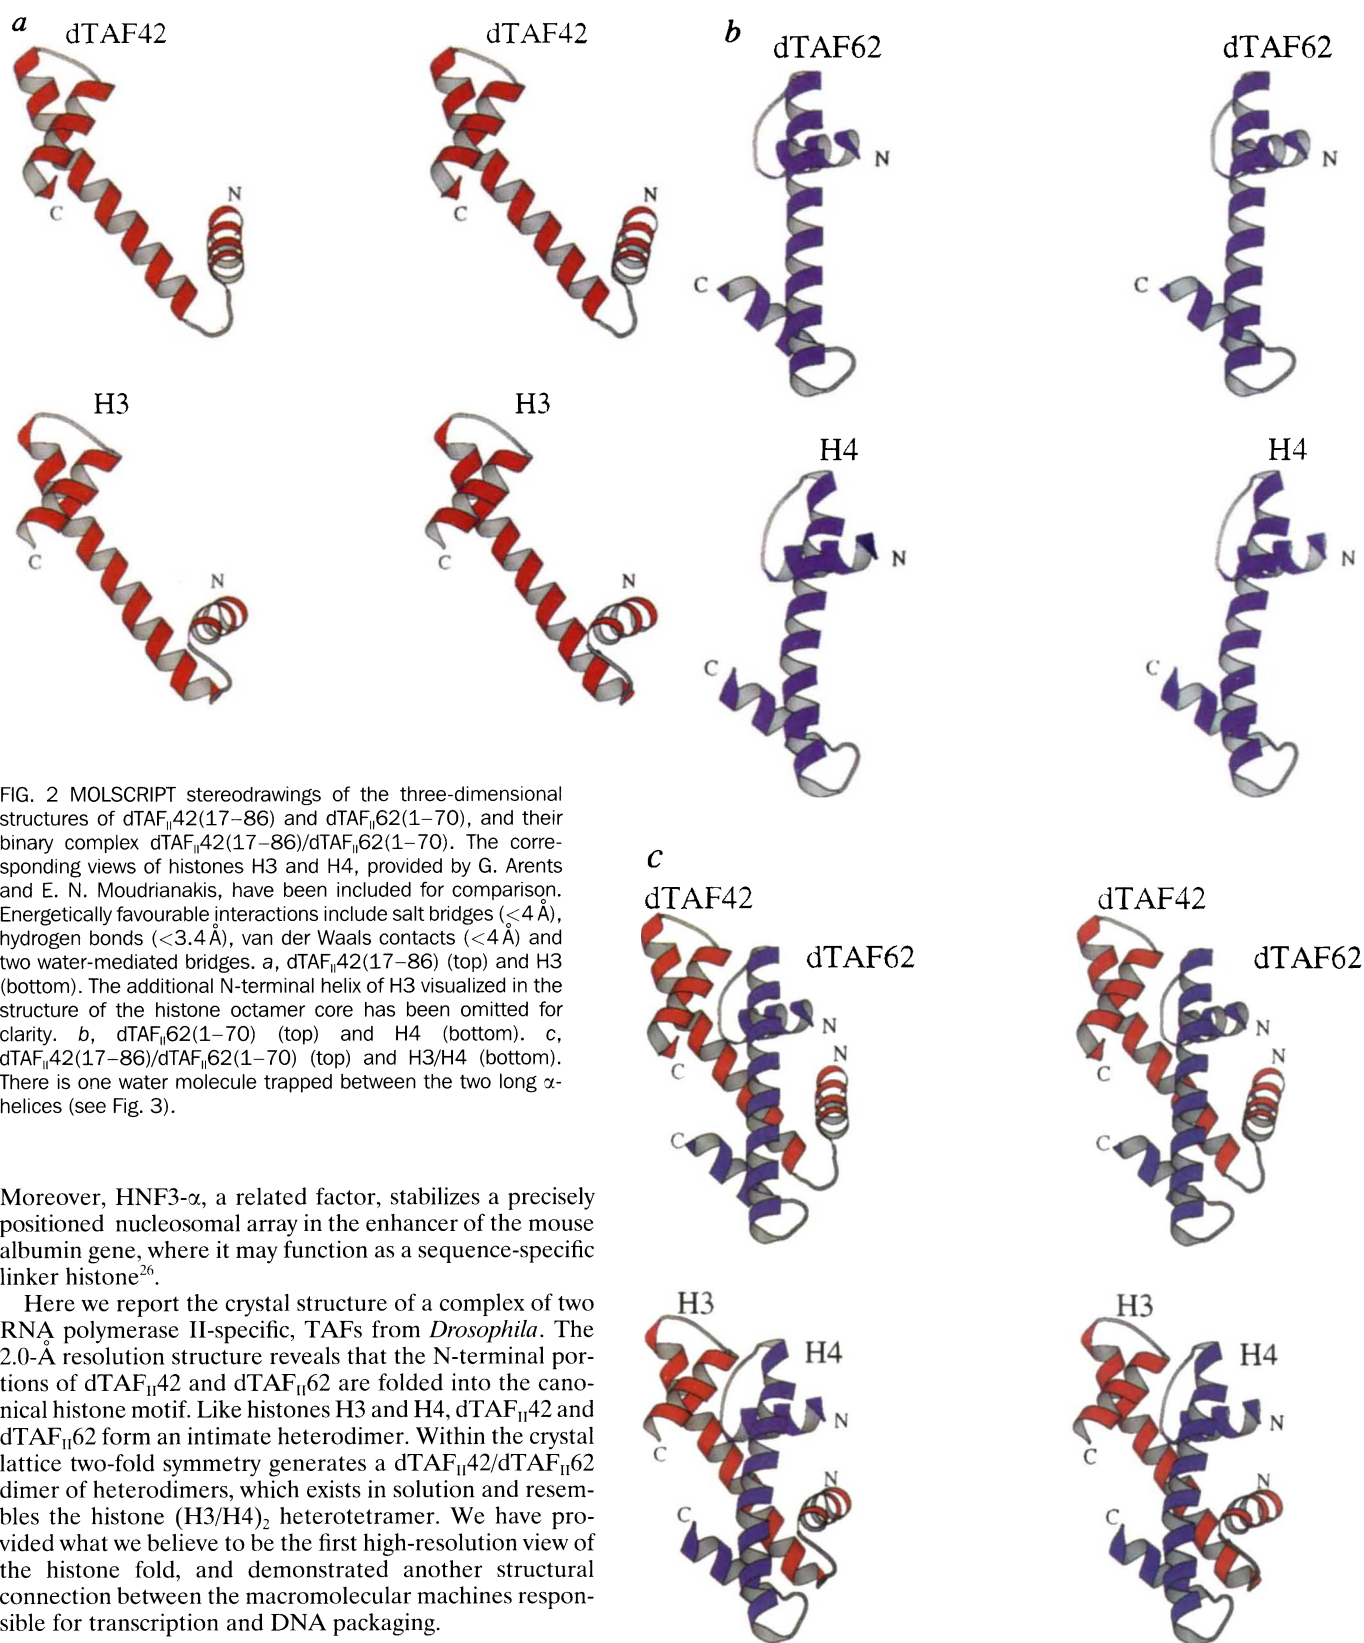 a
dTAF42
dTAF42
N
N
C
C
H3
H3
N
N
C
C
b
dTAF62
dTAF62
N
N
C
C
H4
H4
N
N
C
C
FIG. 2 MOLSCRIPT stereodrawings of the three-dimensional
structures of dTAF_II42(17–86) and dTAF_II62(1–70), and their
binary complex dTAF_II42(17–86)/dTAF_II62(1–70). The corre-
sponding views of histones H3 and H4, provided by G. Arents
and E. N. Moudrianakis, have been included for comparison.
Energetically favourable interactions include salt bridges (<4 Å),
hydrogen bonds (<3.4 Å), van der Waals contacts (<4 Å) and
two water-mediated bridges. a, dTAF_II42(17–86) (top) and H3
(bottom). The additional N-terminal helix of H3 visualized in the
structure of the histone octamer core has been omitted for
clarity. b, dTAF_II62(1–70) (top) and H4 (bottom). c,
dTAF_II42(17–86)/dTAF_II62(1–70) (top) and H3/H4 (bottom).
There is one water molecule trapped between the two long α-
helices (see Fig. 3).
Moreover, HNF3-α, a related factor, stabilizes a precisely
positioned nucleosomal array in the enhancer of the mouse
albumin gene, where it may function as a sequence-specific
linker histone²⁶.
Here we report the crystal structure of a complex of two
RNA polymerase II-specific, TAFs from Drosophila. The
2.0-Å resolution structure reveals that the N-terminal por-
tions of dTAF_II42 and dTAF_II62 are folded into the cano-
nical histone motif. Like histones H3 and H4, dTAF_II42 and
dTAF_II62 form an intimate heterodimer. Within the crystal
lattice two-fold symmetry generates a dTAF_II42/dTAF_II62
dimer of heterodimers, which exists in solution and resem-
bles the histone (H3/H4)₂ heterotetramer. We have pro-
vided what we believe to be the first high-resolution view of
the histone fold, and demonstrated another structural
connection between the macromolecular machines respon-
sible for transcription and DNA packaging.
c
dTAF42
dTAF42
dTAF62
dTAF62
N
N
N
N
C
C
C
C
H3
H3
H4
H4
N
N
C
C
N
N
C
C